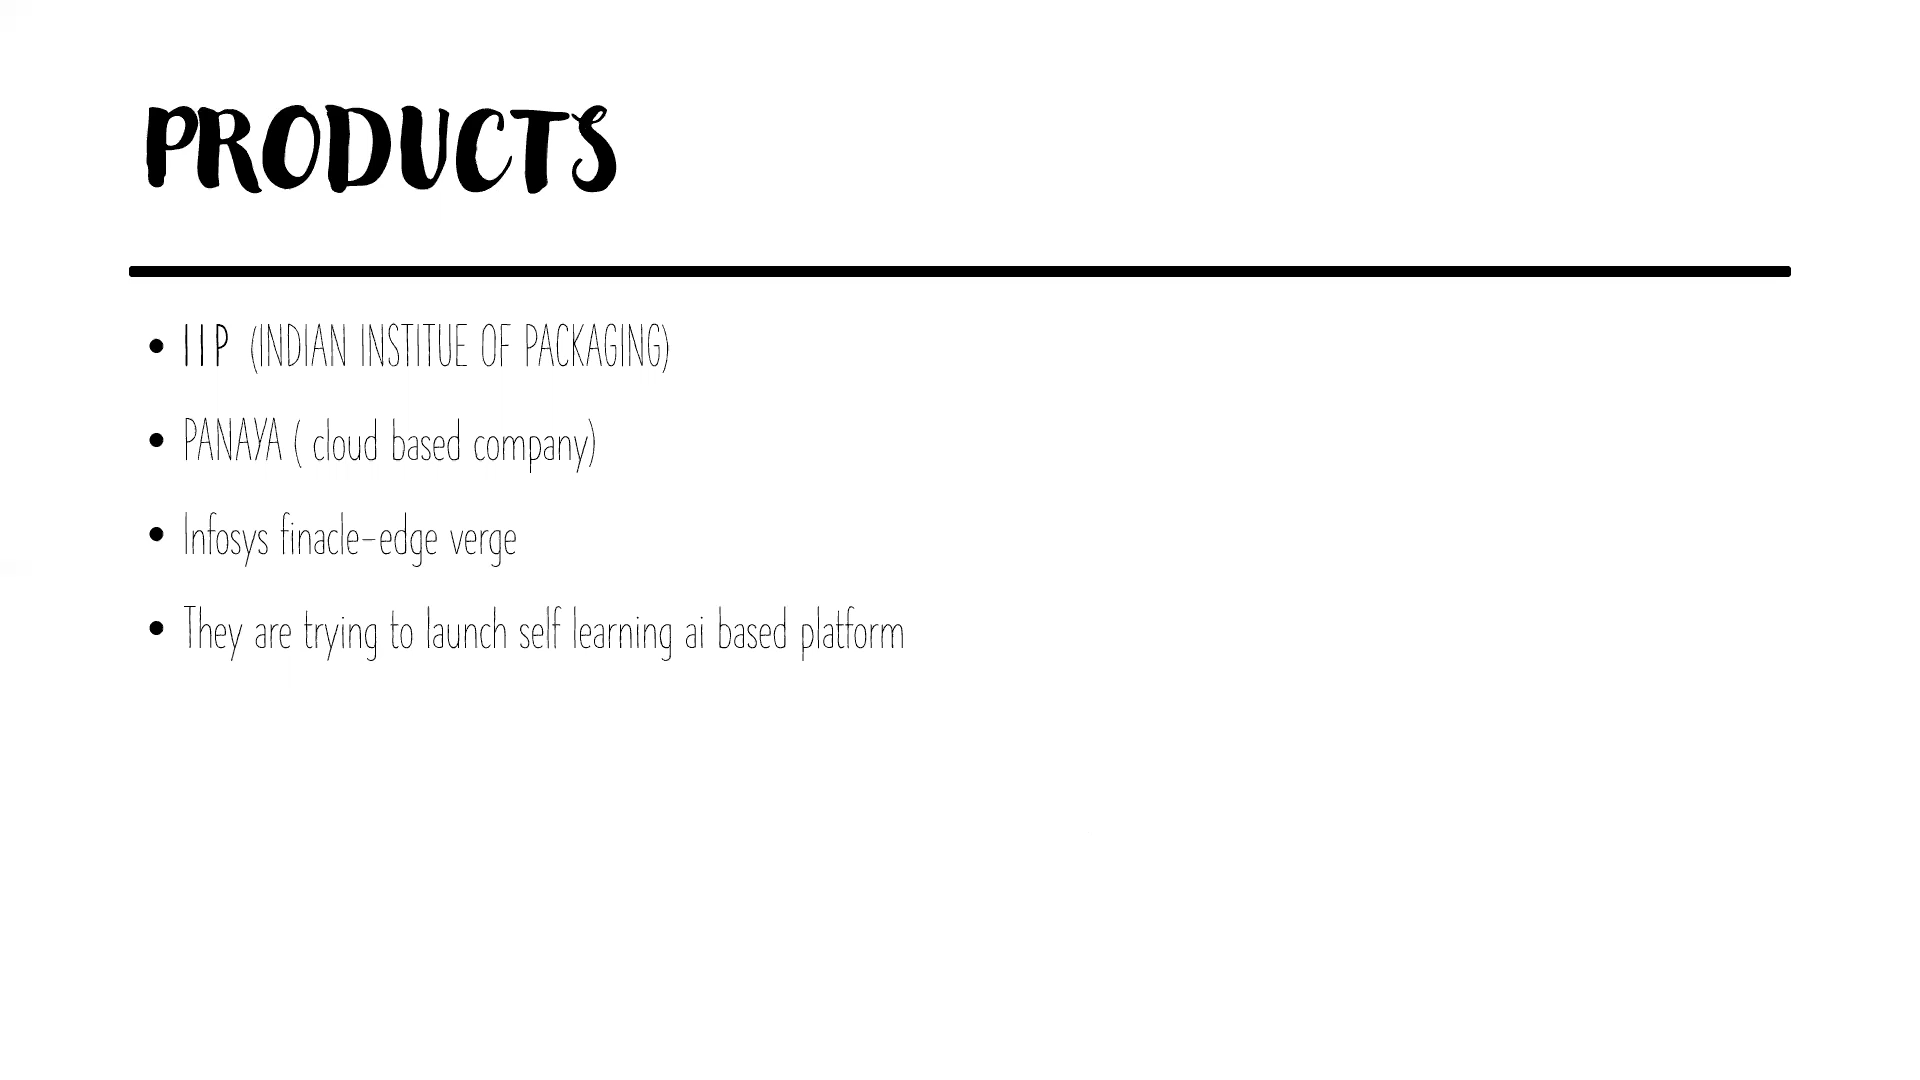 PRODUCTS
• IIP (INDIAN INSTITUE OF PACKAGING)
• PANAYA ( cloud based company)
• Infosys finacle-edge verge
• They are trying to launch self learning ai based platform